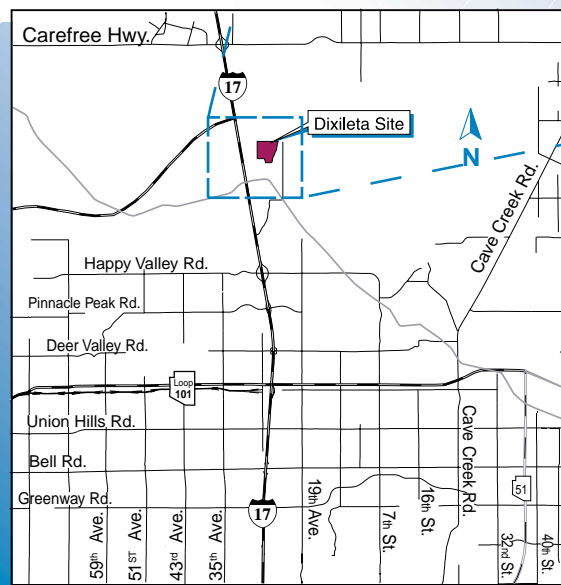 Carefree Hwy.
17
Dixileta Site
N
Cave Creek Rd.
Happy Valley Rd.
Pinnacle Peak Rd.
Deer Valley Rd.
Loop
101
Union Hills Rd.
Bell Rd.
Greenway Rd.
59th Ave.
51ST Ave.
43rd Ave.
35th Ave.
17
19th Ave.
7th St.
16th St.
Cave Creek Rd.
51
32nd St.
40th St.